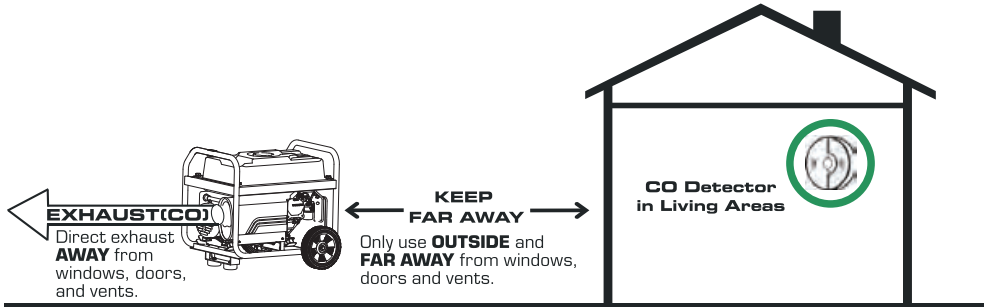 EXHAUST(CO)
Direct exhaust
AWAY from
windows, doors,
and vents.
KEEP
FAR AWAY
Only use OUTSIDE and
FAR AWAY from windows,
doors and vents.
CO Detector
in Living Areas